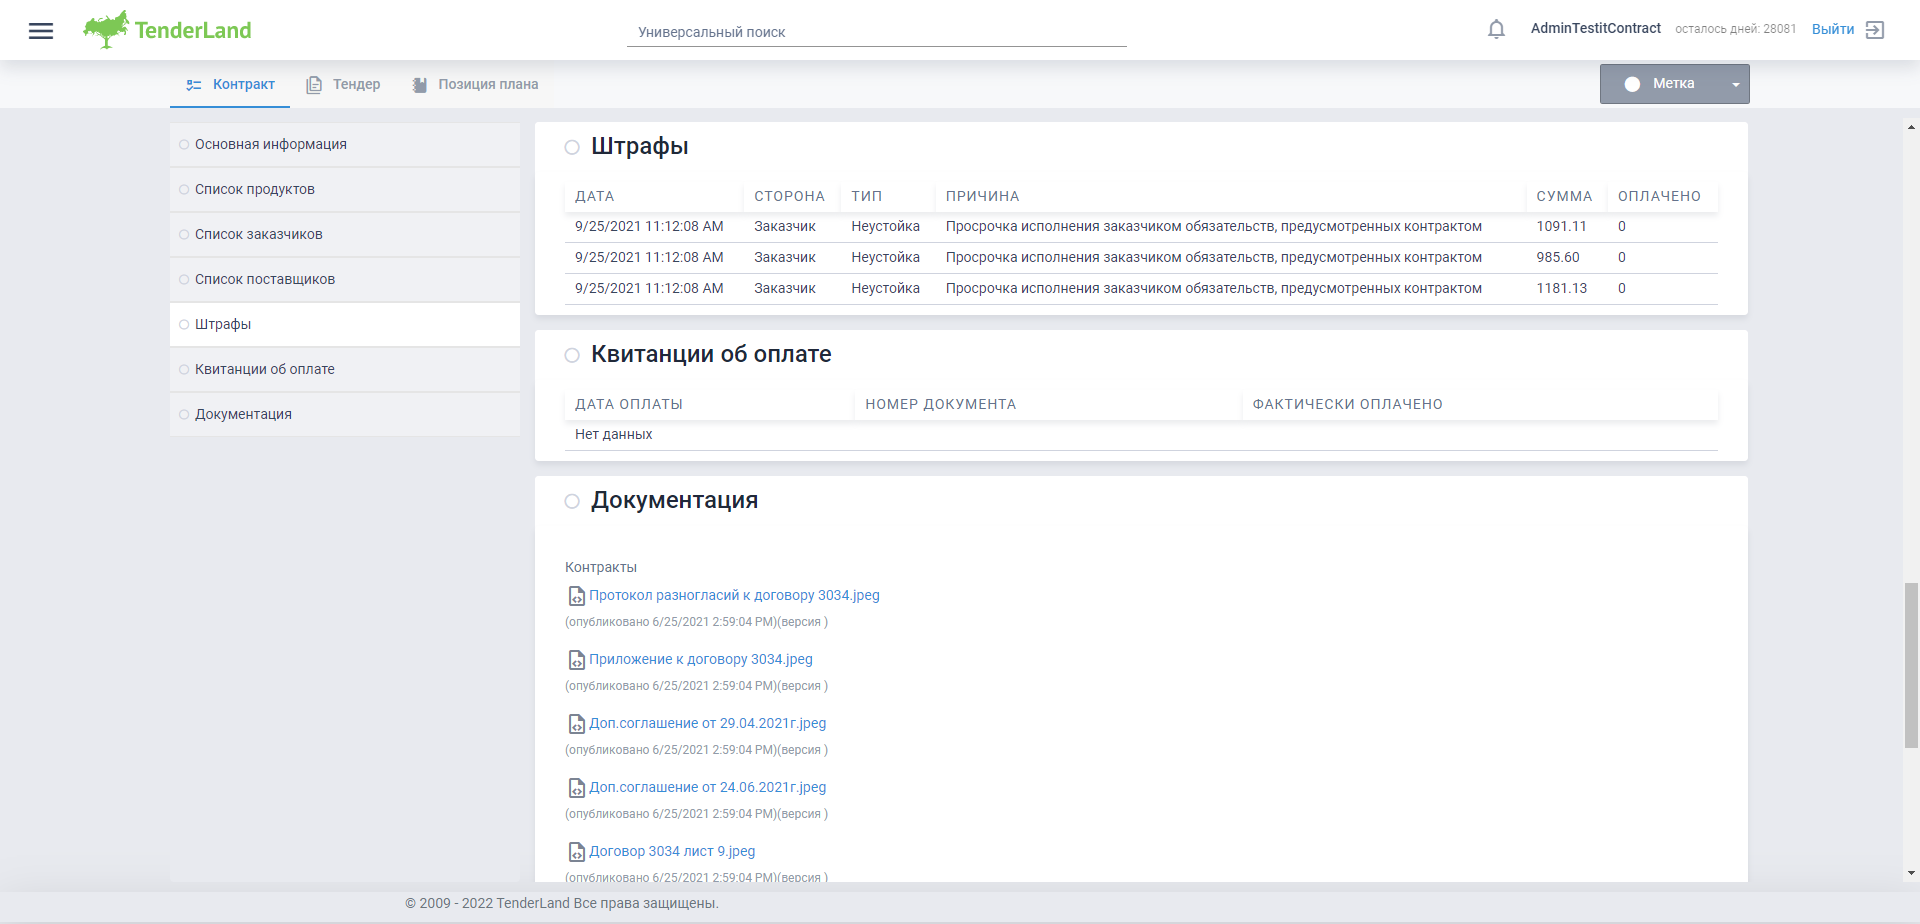 TenderLand
Универсальный поиск
AdminTestitContract осталось дней: 28081 Выйти
Контракт Тендер Позиция плана
Метка
Основная информация
Список продуктов
Список заказчиков
Список поставщиков
Штрафы
Квитанции об оплате
Документация
Штрафы
ДАТА СТОРОНА ТИП ПРИЧИНА СУММА ОПЛАЧЕНО
9/25/2021 11:12:08 AM Заказчик Неустойка Просрочка исполнения заказчиком обязательств, предусмотренных контрактом 1091.11 0
9/25/2021 11:12:08 AM Заказчик Неустойка Просрочка исполнения заказчиком обязательств, предусмотренных контрактом 985.60 0
9/25/2021 11:12:08 AM Заказчик Неустойка Просрочка исполнения заказчиком обязательств, предусмотренных контрактом 1181.13 0
Квитанции об оплате
ДАТА ОПЛАТЫ НОМЕР ДОКУМЕНТА ФАКТИЧЕСКИ ОПЛАЧЕНО
Нет данных
Документация
Контракты
Протокол разногласий к договору 3034.jpeg
(опубликовано 6/25/2021 2:59:04 PM)(версия )
Приложение к договору 3034.jpeg
(опубликовано 6/25/2021 2:59:04 PM)(версия )
Доп.соглашение от 29.04.2021г.jpeg
(опубликовано 6/25/2021 2:59:04 PM)(версия )
Доп.соглашение от 24.06.2021г.jpeg
(опубликовано 6/25/2021 2:59:04 PM)(версия )
Договор 3034 лист 9.jpeg
(опубликовано 6/25/2021 2:59:04 PM)(версия )
© 2009 - 2022 TenderLand Все права защищены.